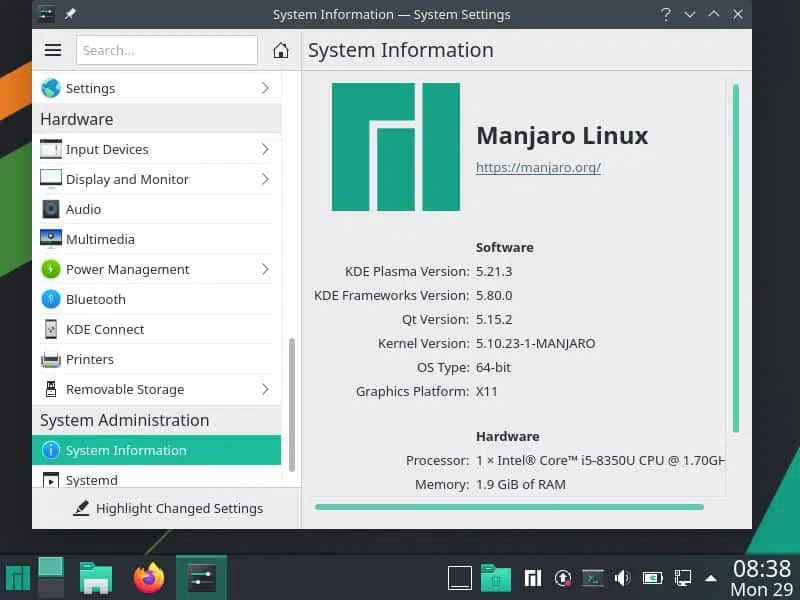 System Information — System Settings
Search...
System Information
Settings
Hardware
Input Devices
Display and Monitor
Audio
Multimedia
Power Management
Bluetooth
KDE Connect
Printers
Removable Storage
System Administration
System Information
Systemd
Highlight Changed Settings
Manjaro Linux
https://manjaro.org/
Software
KDE Plasma Version: 5.21.3
KDE Frameworks Version: 5.80.0
Qt Version: 5.15.2
Kernel Version: 5.10.23-1-MANJARO
OS Type: 64-bit
Graphics Platform: X11
Hardware
Processor: 1 × Intel® Core™ i5-8350U CPU @ 1.70GH
Memory: 1.9 GiB of RAM
08:38
Mon 29